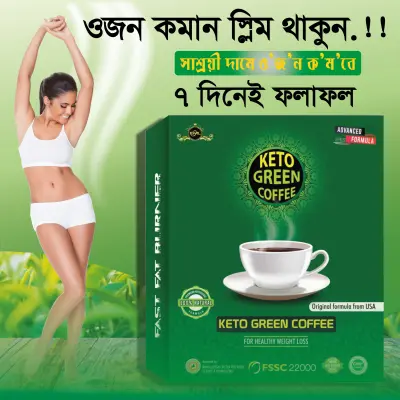 ওজন কমান স্লিম থাকুন.!!
সাশ্রয়ী দামে ও'জ'ন ক'ম'বে
৭ দিনেই ফলাফল
ADVANCED
FORMULA
KETO
GREEN
COFFEE
FAST FAT BURNER
Original formula from USA
KETO GREEN COFFEE
FOR HEALTHY WEIGHT LOSS
FSSC 22000